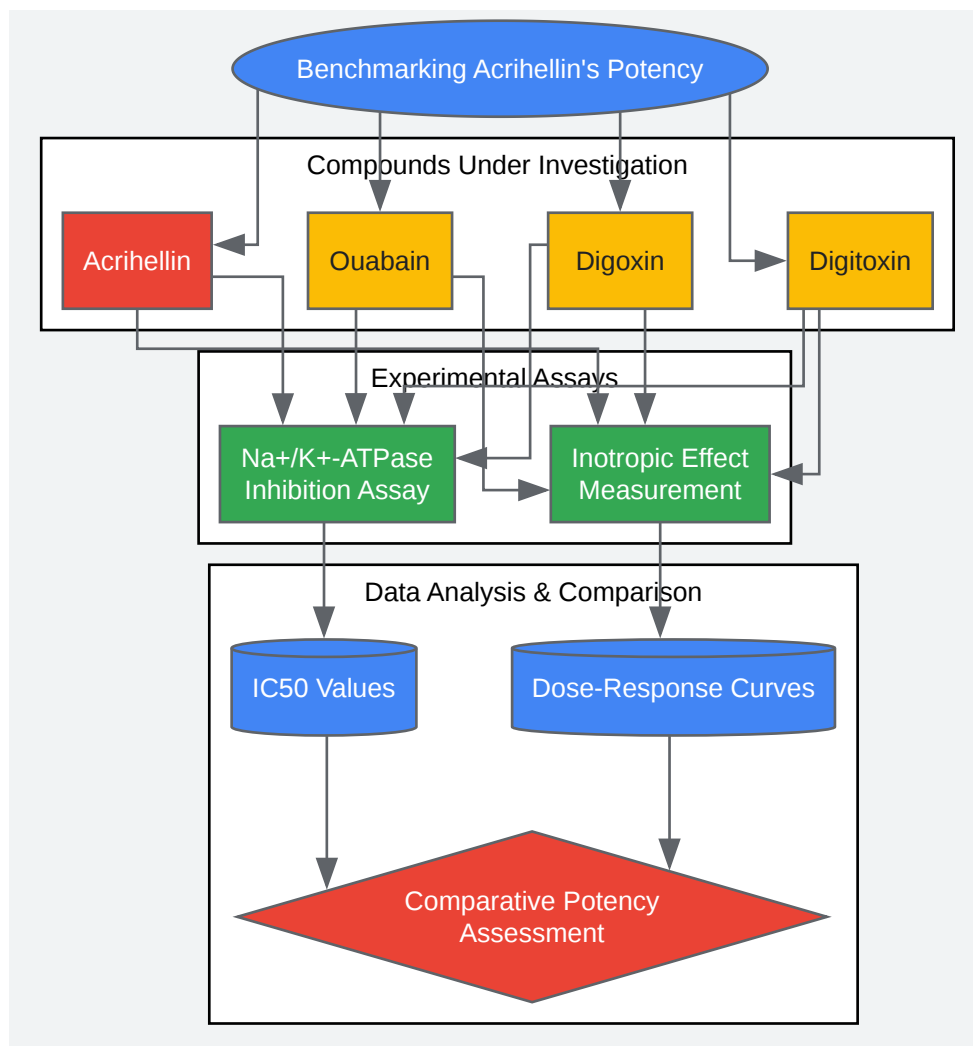 Benchmarking Acrihellin's Potency
Compounds Under Investigation
Acrihellin
Ouabain
Digoxin
Digitoxin
Experimental Assays
Na+/K+-ATPase
Inhibition Assay
Inotropic Effect
Measurement
Data Analysis & Comparison
IC50 Values
Dose-Response Curves
Comparative Potency
Assessment